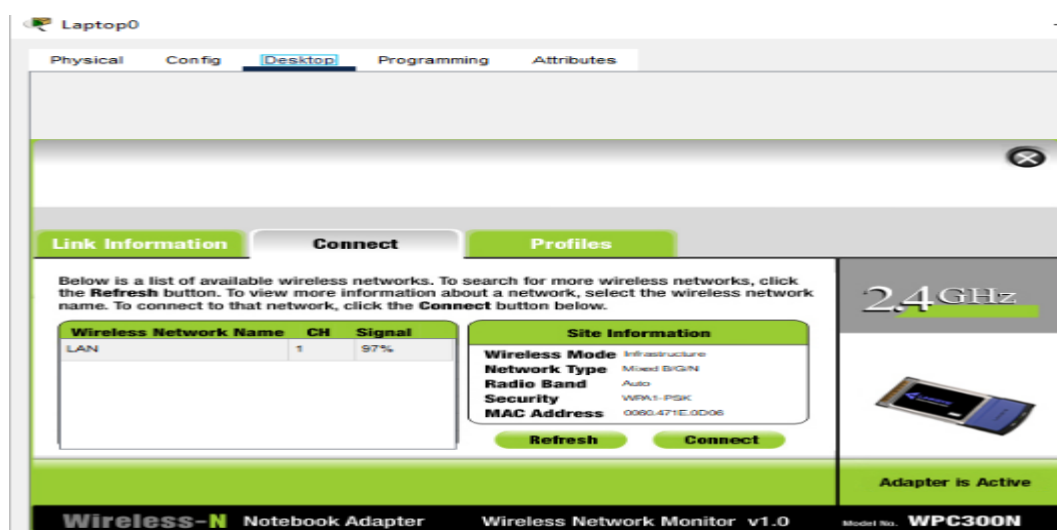 Laptop0
Physical Config Desktop Programming Attributes
Link Information Connect Profiles
Below is a list of available wireless networks. To search for more wireless networks, click
the Refresh button. To view more information about a network, select the wireless network
name. To connect to that network, click the Connect button below.
2,4GHz
Wireless Network Name CH Signal
LAN 1 97%
Site Information
Wireless Mode Infrastructure
Network Type Mixed B/G/N
Radio Band Auto
Security WPA1-PSK
MAC Address 0060.471E.0D06
Refresh Connect
Adapter is Active
Wireless-N Notebook Adapter Wireless Network Monitor v1.0 Model No. WPC300N